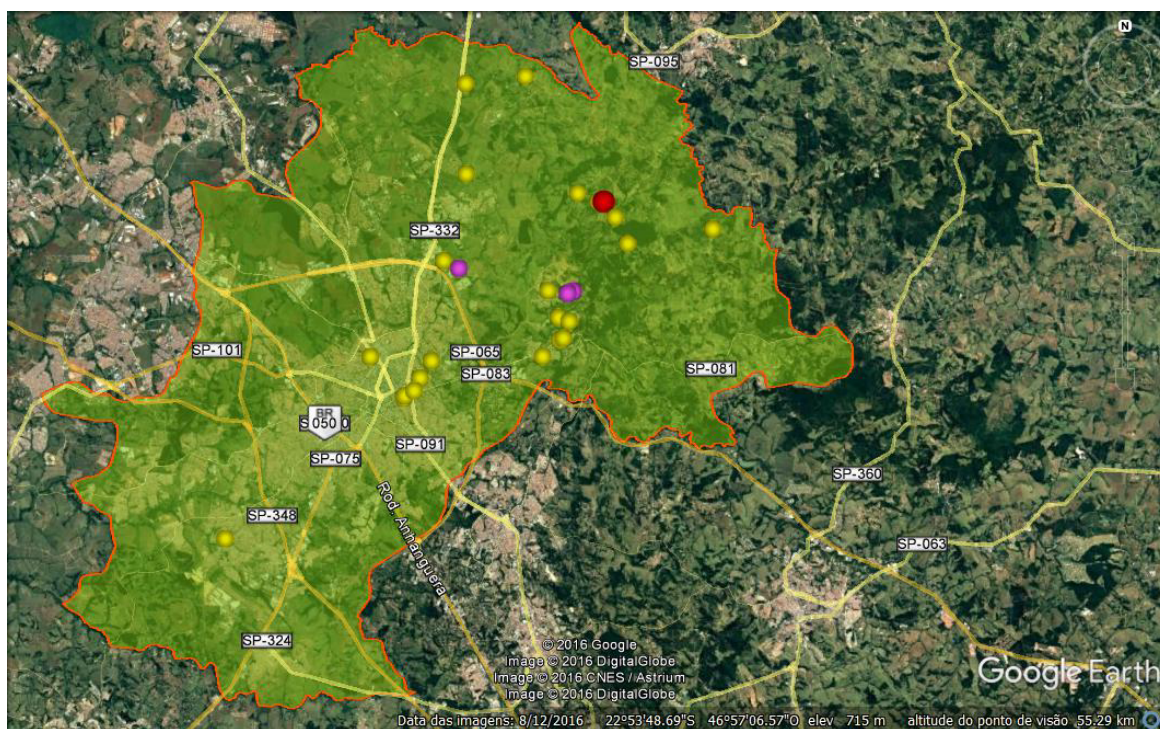 N
SP-095
SP-332
SP-101
SP-065
SP-083
SP-081
BR
S 050 0
SP-091
SP-075
SP-360
Rod. Anhanguera
SP-348
SP-063
SP-324
© 2016 Google
Image © 2016 DigitalGlobe
Image © 2016 CNES / Astrium
Image © 2016 DigitalGlobe
Google Earth
Data das imagens: 8/12/2016 22°53'48.69"S 46°57'06.57"O elev 715 m altitude do ponto de visão 55.29 km